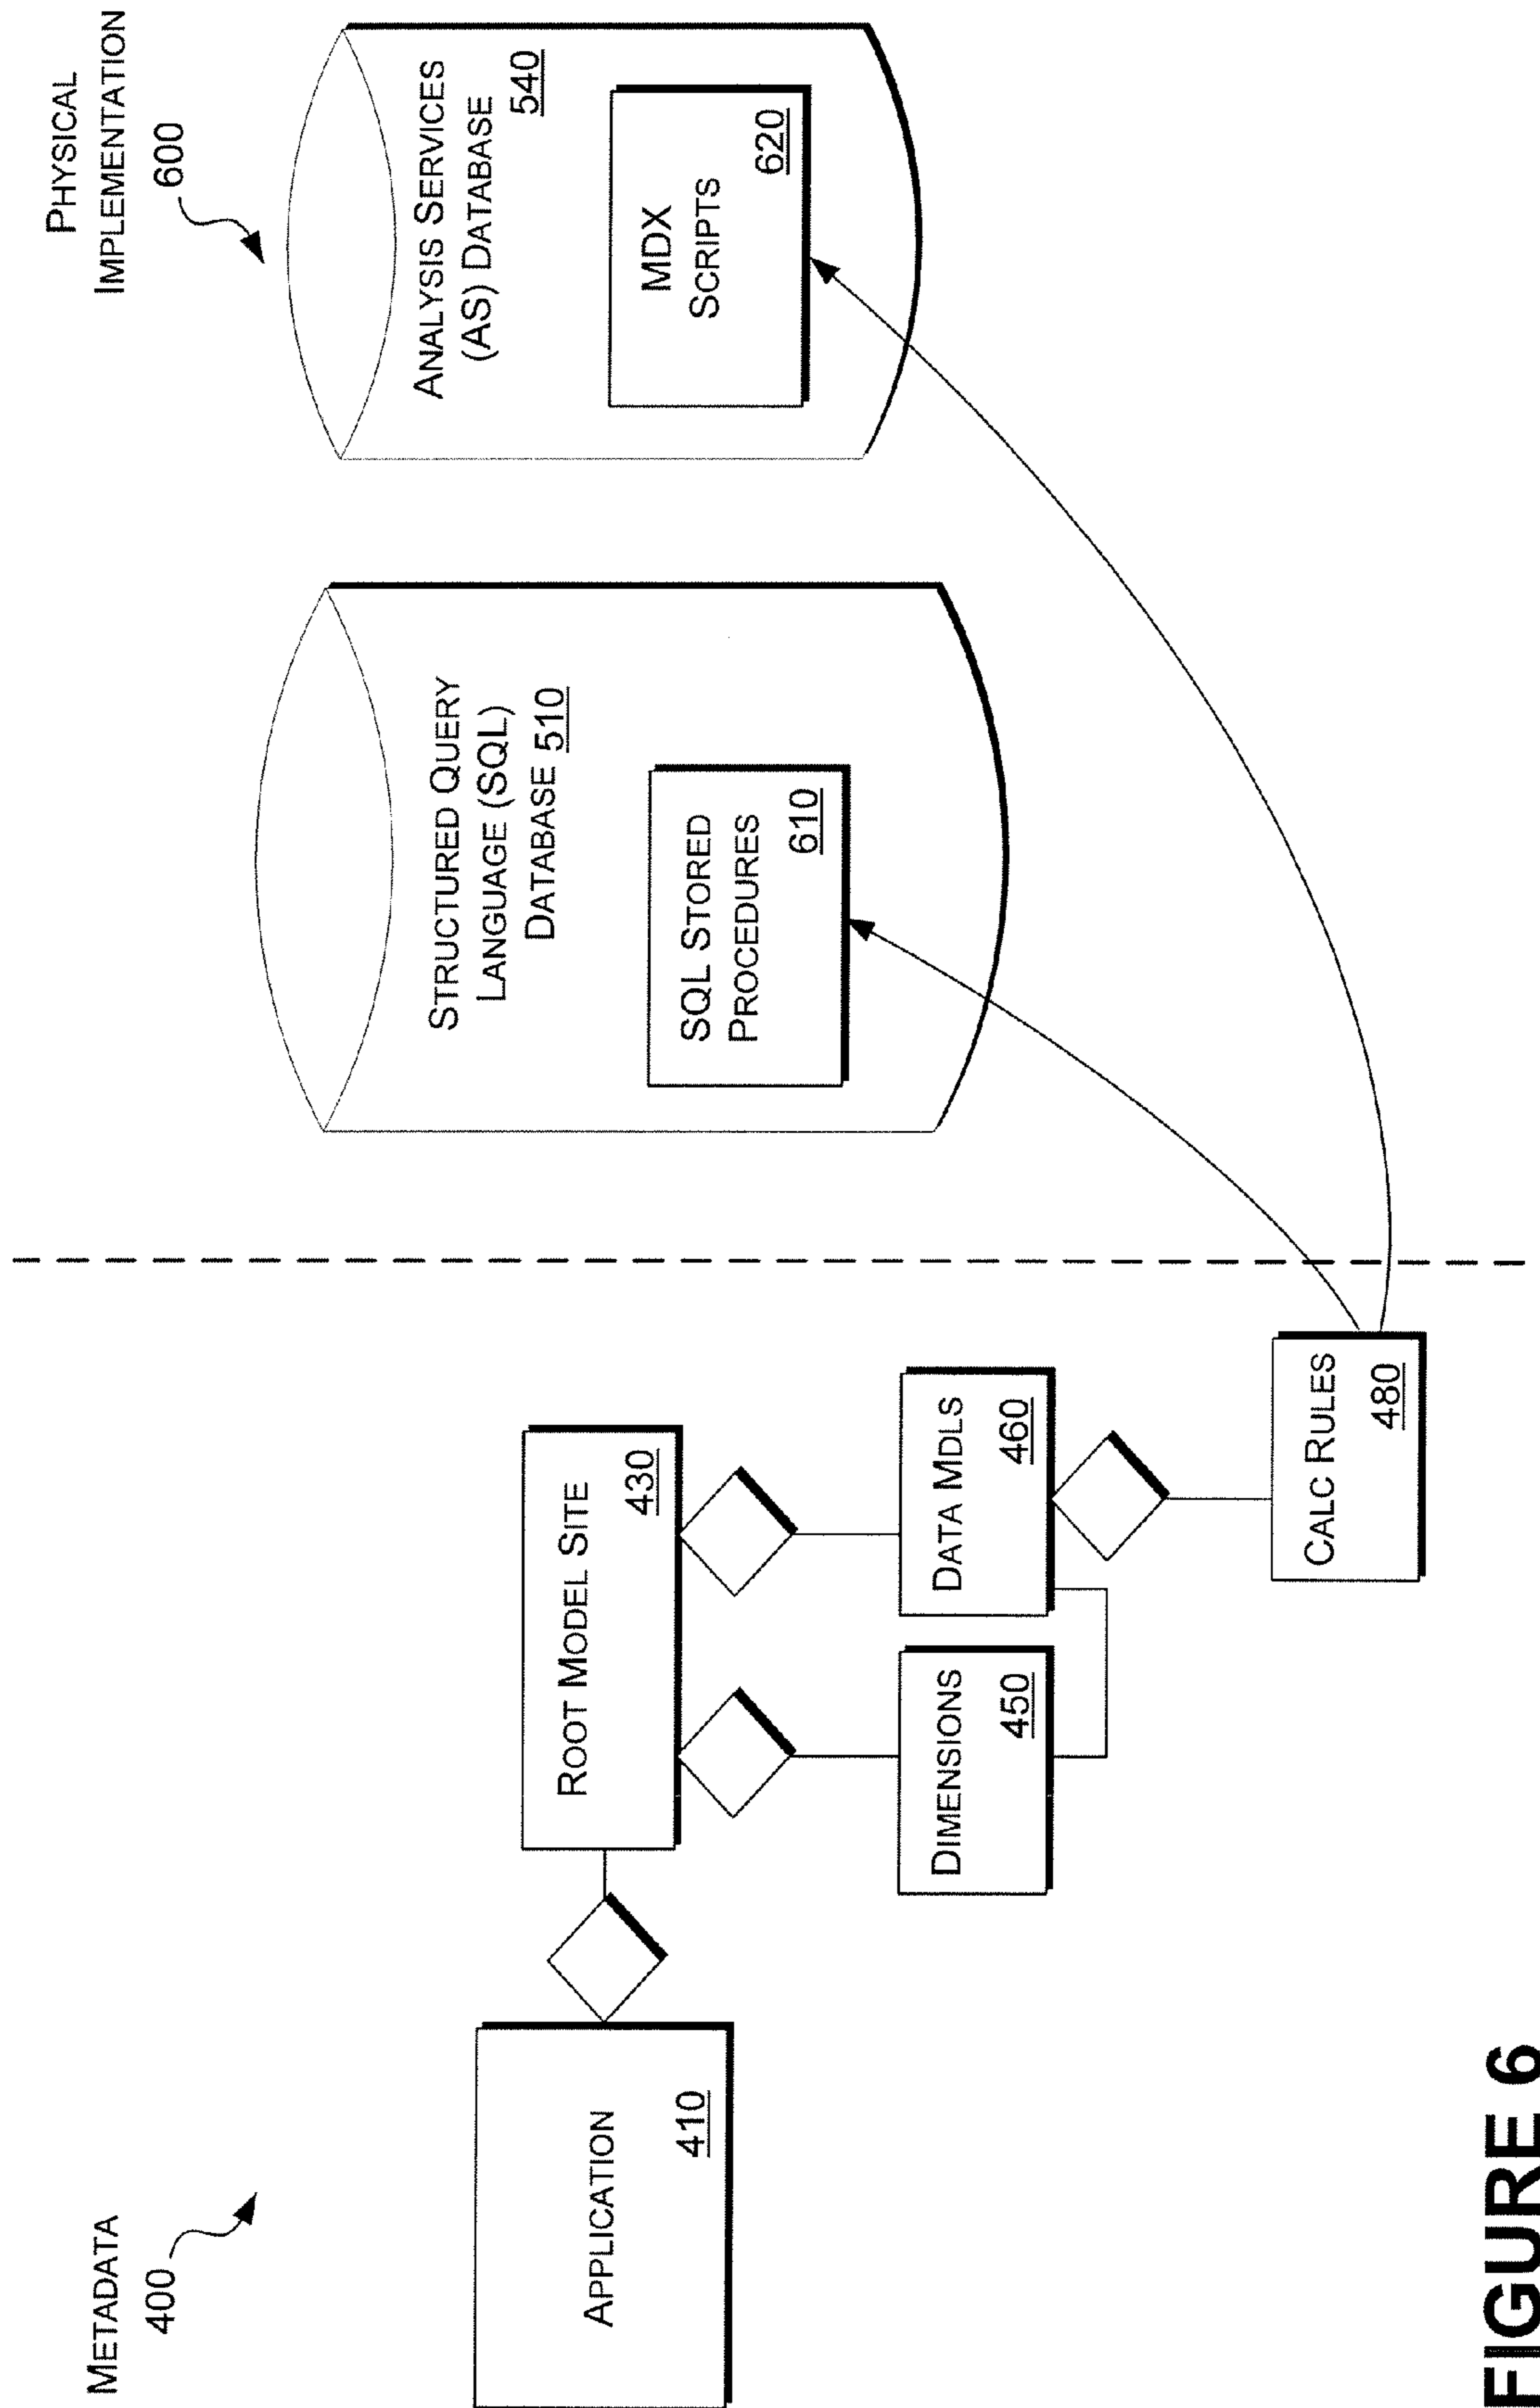 METADATA
400
PHYSICAL
IMPLEMENTATION
600
APPLICATION
410
ROOT MODEL SITE
430
DIMENSIONS
450
DATA MDLS
460
CALC RULES
480
STRUCTURED QUERY
LANGUAGE (SQL)
DATABASE 510
SQL STORED
PROCEDURES
610
ANALYSIS SERVICES
(AS) DATABASE
540
MDX
SCRIPTS
620
FIGURE 6